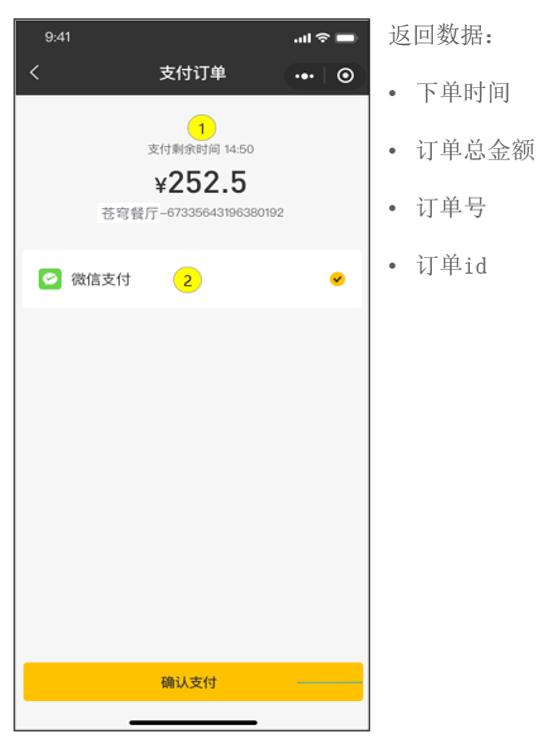 9:41
支付订单
1
支付剩余时间 14:50
¥252.5
苍穹餐厅-67335643196380192
微信支付
2
确认支付
返回数据：
• 下单时间
• 订单总金额
• 订单号
• 订单id